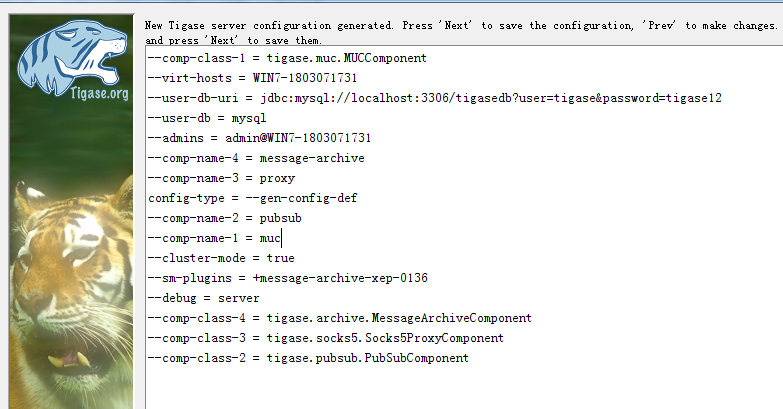 Tigase.org
New Tigase server configuration generated. Press 'Next' to save the configuration, 'Prev' to make changes.
and press 'Next' to save them.
--comp-class-1 = tigase.muc.MUCComponent
--virt-hosts = WIN7-1803071731
--user-db-uri = jdbc:mysql://localhost:3306/tigasedb?user=tigase&password=tigase12
--user-db = mysql
--admins = admin@WIN7-1803071731
--comp-name-4 = message-archive
--comp-name-3 = proxy
config-type = --gen-config-def
--comp-name-2 = pubsub
--comp-name-1 = muc
--cluster-mode = true
--sm-plugins = +message-archive-xep-0136
--debug = server
--comp-class-4 = tigase.archive.MessageArchiveComponent
--comp-class-3 = tigase.socks5.Socks5ProxyComponent
--comp-class-2 = tigase.pubsub.PubSubComponent